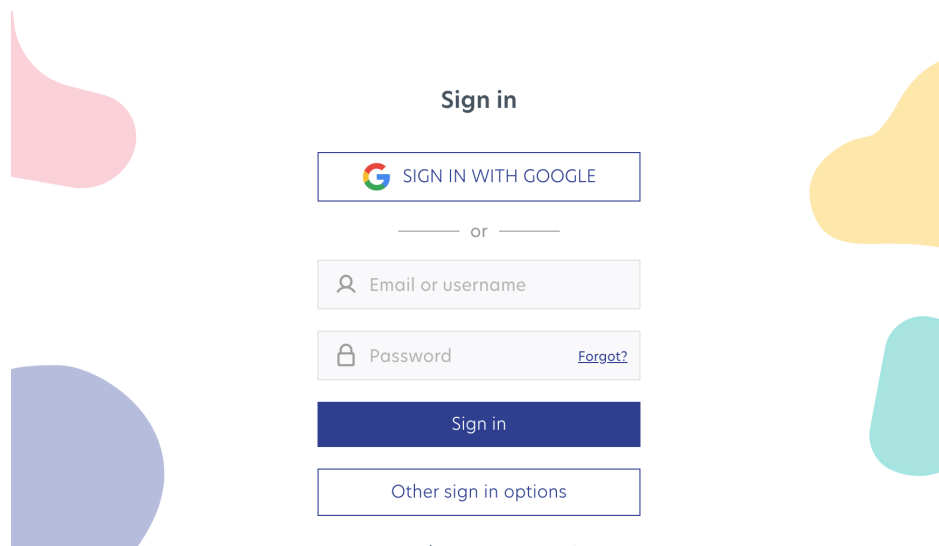 Sign in
SIGN IN WITH GOOGLE
or
Email or username
Password Forgot?
Sign in
Other sign in options